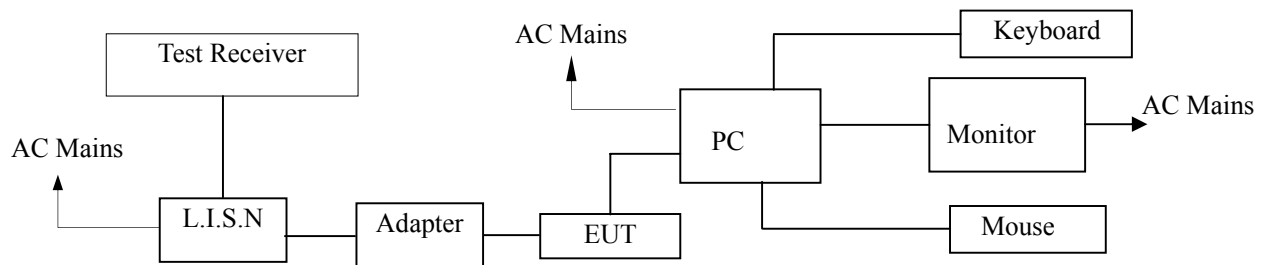 Keyboard
AC Mains
Test Receiver
AC Mains
Monitor
PC
AC Mains
L.I.S.N
Adapter
EUT
Mouse